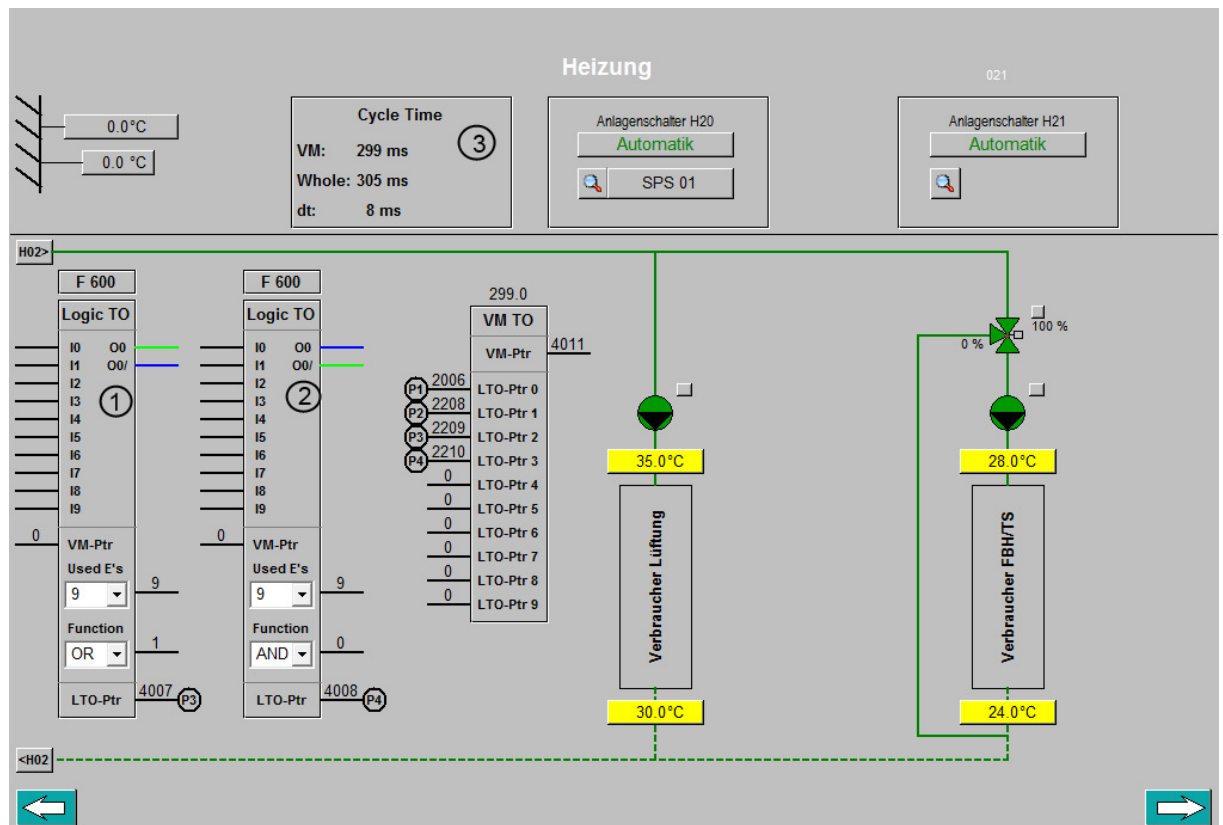 Heizung
021
0.0°C
0.0 °C
Cycle Time
VM: 299 ms
Whole: 305 ms
dt: 8 ms
3
Anlagenschalter H20
Automatik
SPS 01
Anlagenschalter H21
Automatik
H02>
F 600
Logic TO
I0 O0
I1 O0/
I2
I3
I4
I5
I6
I7
I8
I9
1
0
VM-Ptr
Used E's
9
9
Function
OR
1
LTO-Ptr
4007
P3
F 600
Logic TO
I0 O0
I1 O0/
I2
I3
I4
I5
I6
I7
I8
I9
2
0
VM-Ptr
Used E's
9
9
Function
AND
0
LTO-Ptr
4008
P4
299.0
VM TO
VM-Ptr
4011
P1 2006 LTO-Ptr 0
P2 2208 LTO-Ptr 1
P3 2209 LTO-Ptr 2
P4 2210 LTO-Ptr 3
0 LTO-Ptr 4
0 LTO-Ptr 5
0 LTO-Ptr 6
0 LTO-Ptr 7
0 LTO-Ptr 8
0 LTO-Ptr 9
35.0°C
Verbraucher Lüftung
30.0°C
100 %
0 %
28.0°C
Verbraucher FBH/TS
24.0°C
<H02